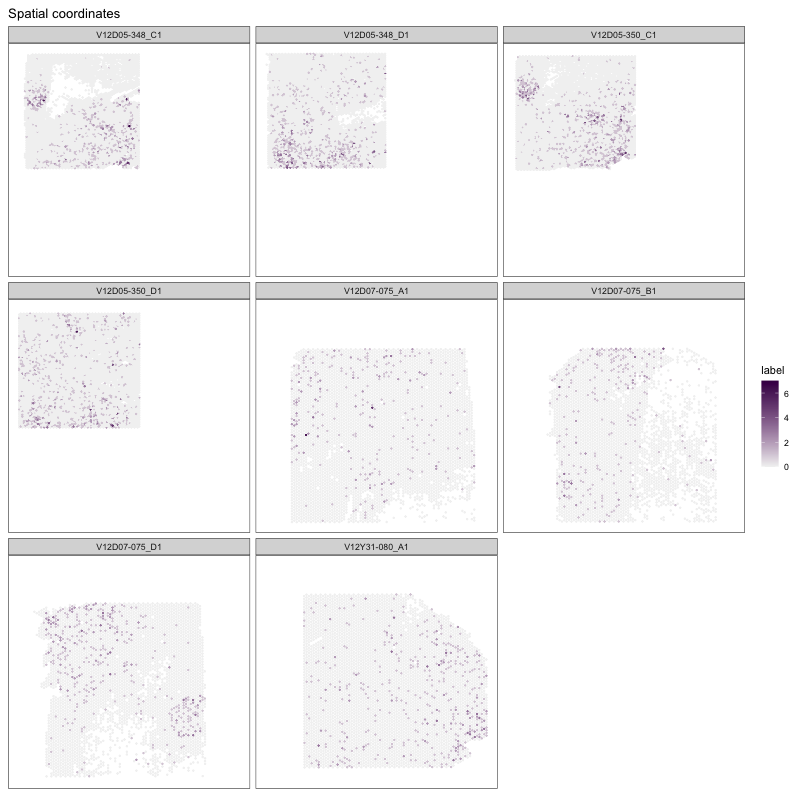 Spatial coordinates
V12D05-348_C1
V12D05-348_D1
V12D05-350_C1
V12D05-350_D1
V12D07-075_A1
V12D07-075_B1
label
6
4
2
0
V12D07-075_D1
V12Y31-080_A1